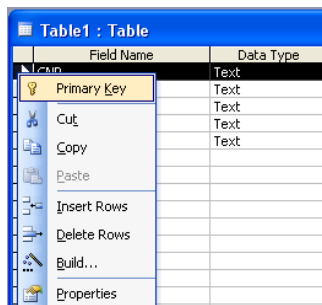 Table1 : Table
Field Name Data Type
CNP Text
Primary Key Text
Text
Cut Text
Copy Text
Paste
Insert Rows
Delete Rows
Build...
Properties